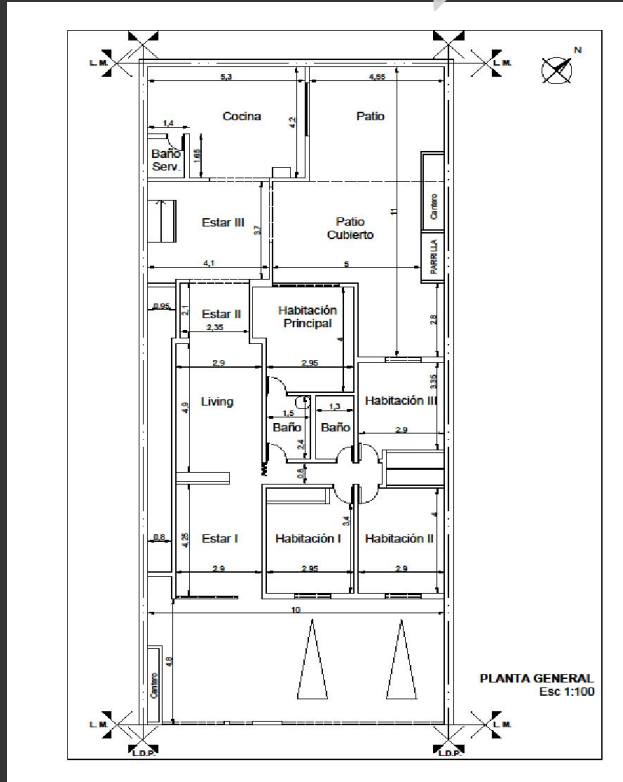 L.D.P.
L.D.P.
N
L. M.
L. M.
5,3
4,55
Cocina
Patio
1,4
4,2
Baño
Serv.
1,65
11
Cantero
Estar III
3,7
Patio
Cubierto
PARRILLA
4,1
5
0,95
2,1
Estar II
2,35
Habitación
Principal
4
2,8
2,9
2,95
3,35
Living
4,9
1,5
1,3
Habitación III
Baño
Baño
2,9
2,4
0,8
3,4
4
4,25
0,8
Estar I
Habitación I
Habitación II
2,9
2,95
2,9
10
4,8
Cantero
PLANTA GENERAL
Esc 1:100
L. M.
L. M.
L.D.P.
L.D.P.